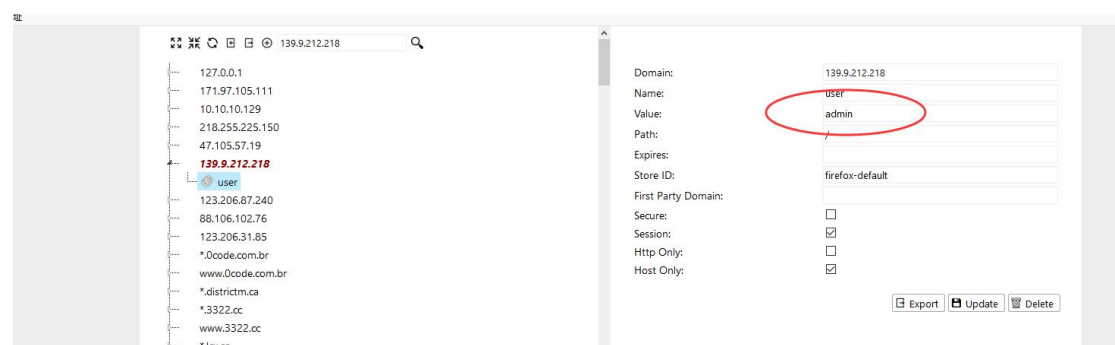 址
139.9.212.218
127.0.0.1
171.97.105.111
10.10.10.129
218.255.225.150
47.105.57.19
139.9.212.218
user
123.206.87.240
88.106.102.76
123.206.31.85
*.0code.com.br
www.0code.com.br
*.districtm.ca
*.3322.cc
www.3322.cc
Domain: 139.9.212.218
Name: user
Value: admin
Path: /
Expires:
Store ID: firefox-default
First Party Domain:
Secure:
Session:
Http Only:
Host Only:
Export Update Delete